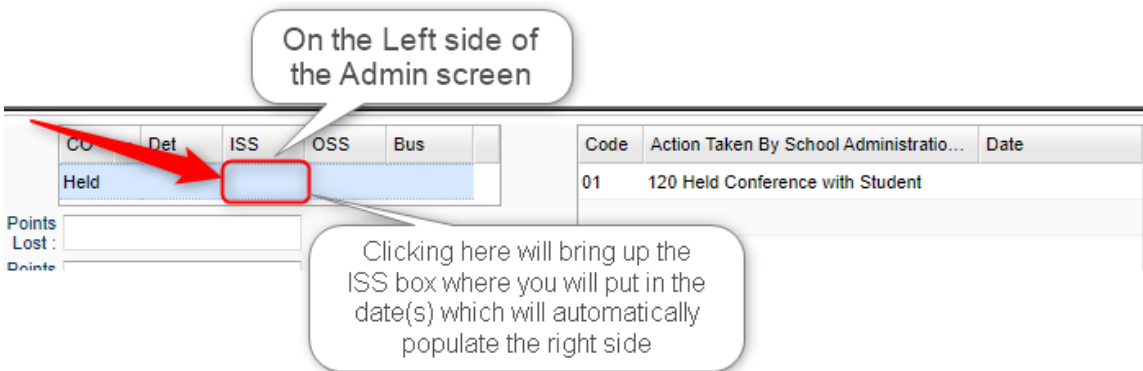 On the Left side of
the Admin screen
CO Det ISS OSS Bus
Held
Points
Lost :
Points
Code Action Taken By School Administratio... Date
01 120 Held Conference with Student
Clicking here will bring up the
ISS box where you will put in the
date(s) which will automatically
populate the right side